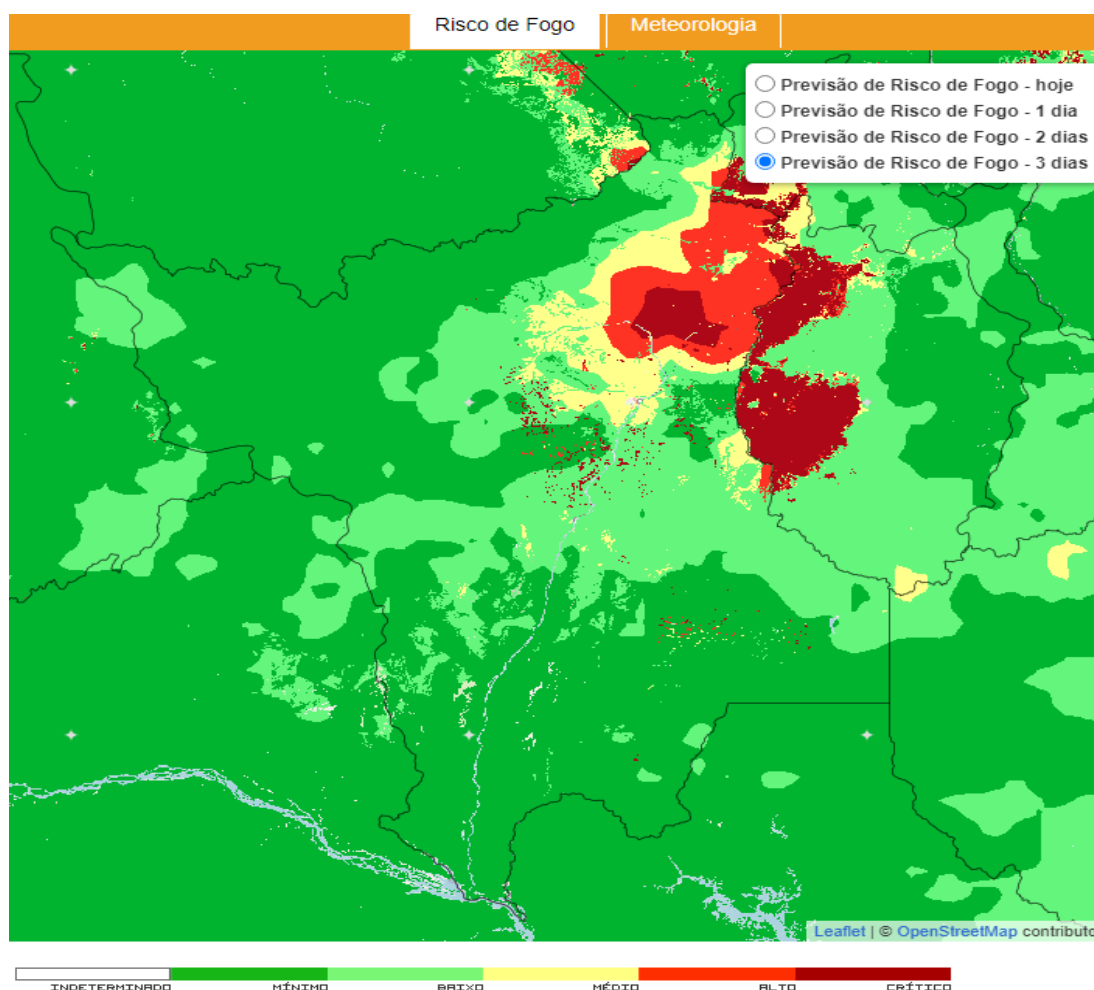 Risco de Fogo
Meteorologia
Previsão de Risco de Fogo - hoje
Previsão de Risco de Fogo - 1 dia
Previsão de Risco de Fogo - 2 dias
Previsão de Risco de Fogo - 3 dias
Leaflet | © OpenStreetMap contributo
INDETERMINADO MÍNIMO BAIXO MÉDIO ALTO CRÍTICO